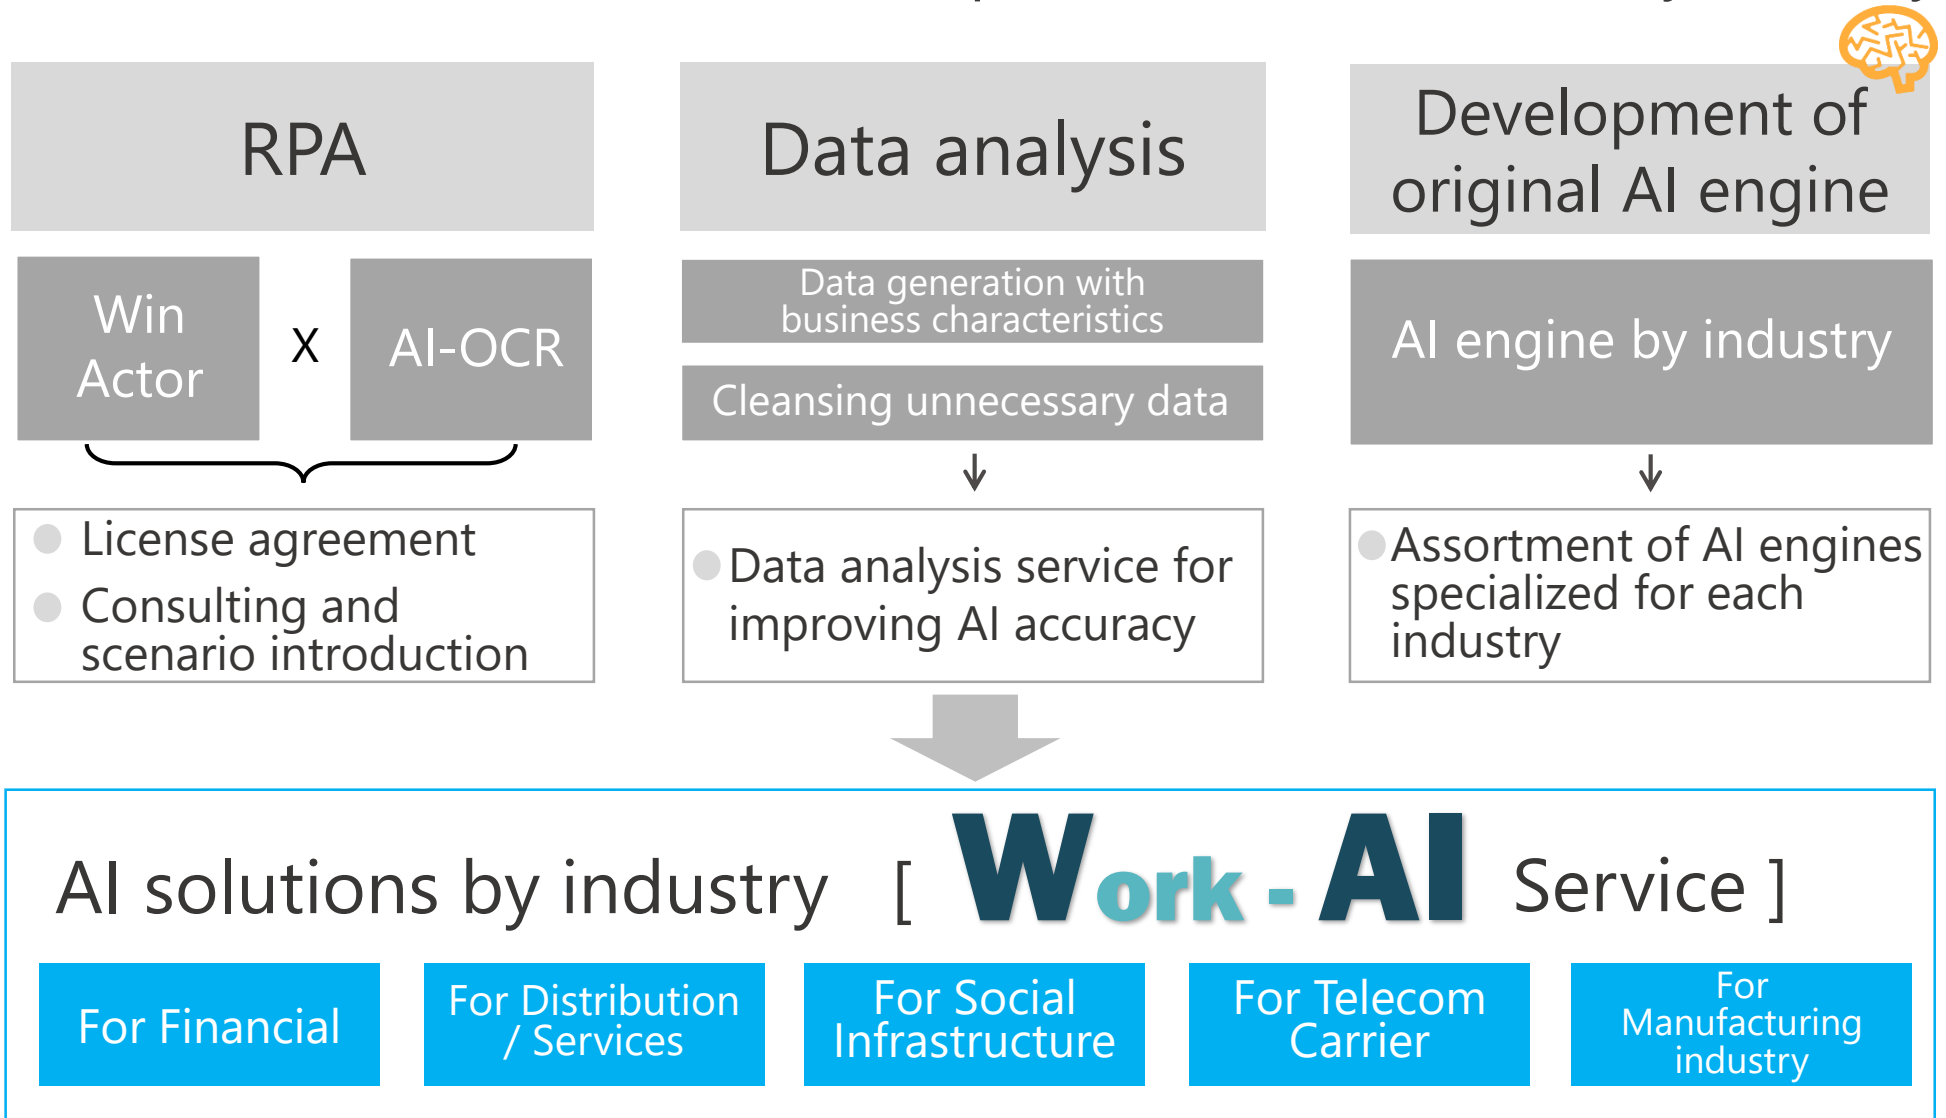 RPA
Data analysis
Development of
original AI engine
Win
Actor
X
AI-OCR
Data generation with
business characteristics
Cleansing unnecessary data
AI engine by industry
License agreement
Consulting and
scenario introduction
Data analysis service for
improving AI accuracy
Assortment of AI engines
specialized for each
industry
AI solutions by industry [ Work - AI Service ]
For Financial
For Distribution
/ Services
For Social
Infrastructure
For Telecom
Carrier
For
Manufacturing
industry